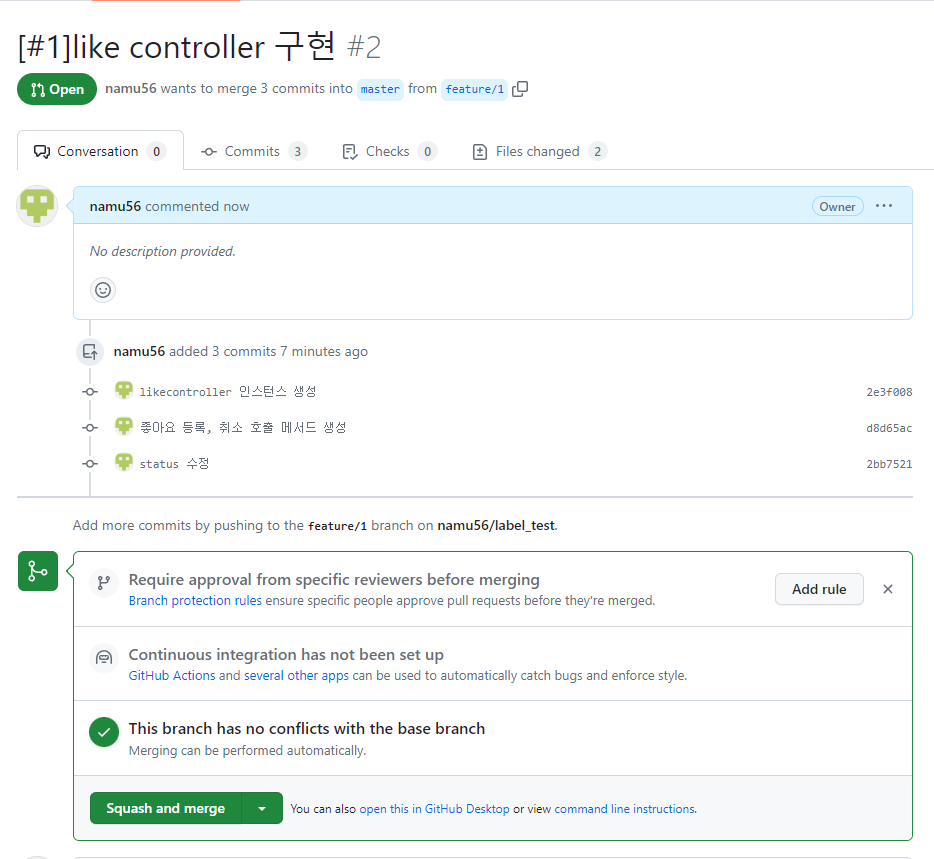 [#1]like controller 구현 #2
Open namu56 wants to merge 3 commits into master from feature/1
Conversation 0 Commits 3 Checks 0 Files changed 2
namu56 commented now Owner ...
No description provided.
namu56 added 3 commits 7 minutes ago
likecontroller 인스턴스 생성 2e3f008
좋아요 등록, 취소 호출 메서드 생성 d8d65ac
status 수정 2bb7521
Add more commits by pushing to the feature/1 branch on namu56/label_test.
Require approval from specific reviewers before merging
Branch protection rules ensure specific people approve pull requests before they're merged.
Add rule
Continuous integration has not been set up
GitHub Actions and several other apps can be used to automatically catch bugs and enforce style.
This branch has no conflicts with the base branch
Merging can be performed automatically.
Squash and merge You can also open this in GitHub Desktop or view command line instructions.